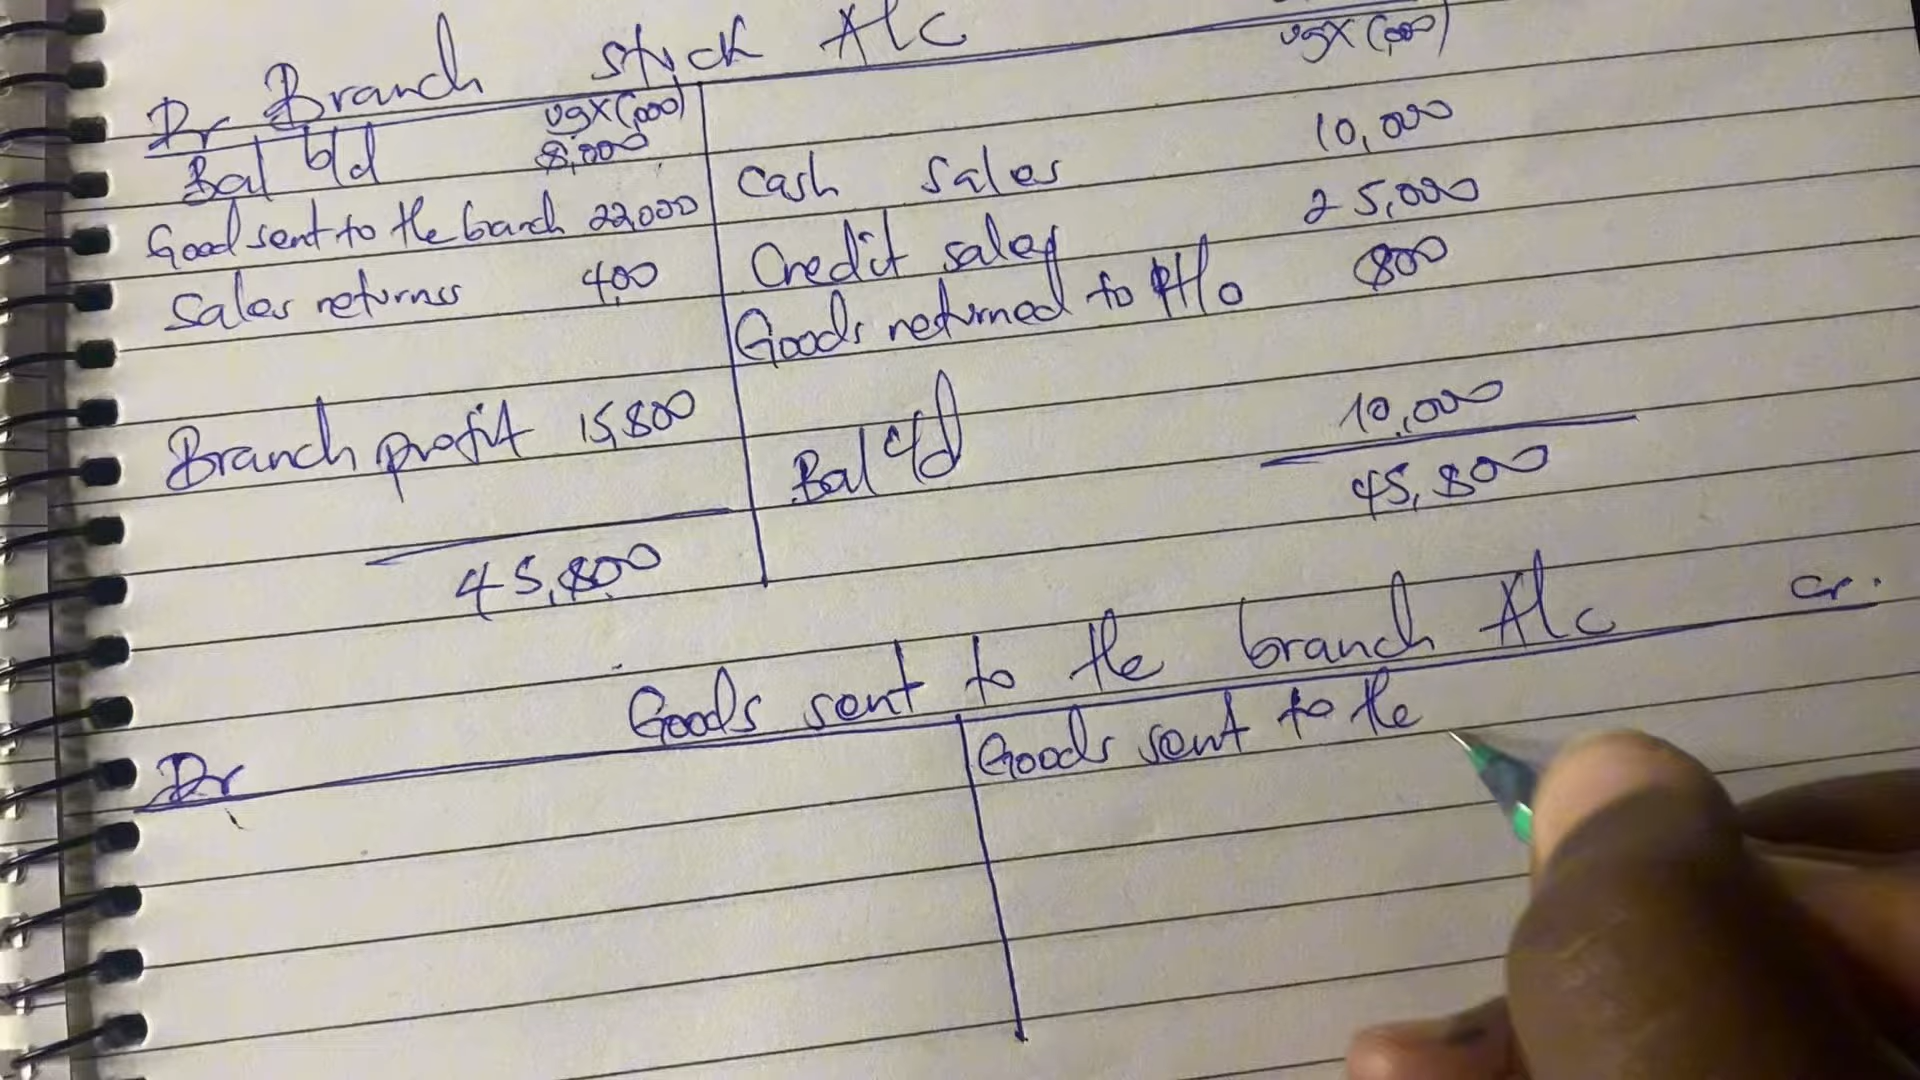 Dr Branch stock A/c
ugx(,000) ugx(,000)
Bal b/d 8,000
Cash sales 10,000
Good sent to the banch 22,000
Credit sales 25,000
Sales returns 400
Goods returned to H/o 800
Branch profit 15,800
Bal c/d 10,000
45,800 45,800
Goods sent to the branch A/c Cr.
Dr
Goods sent to the